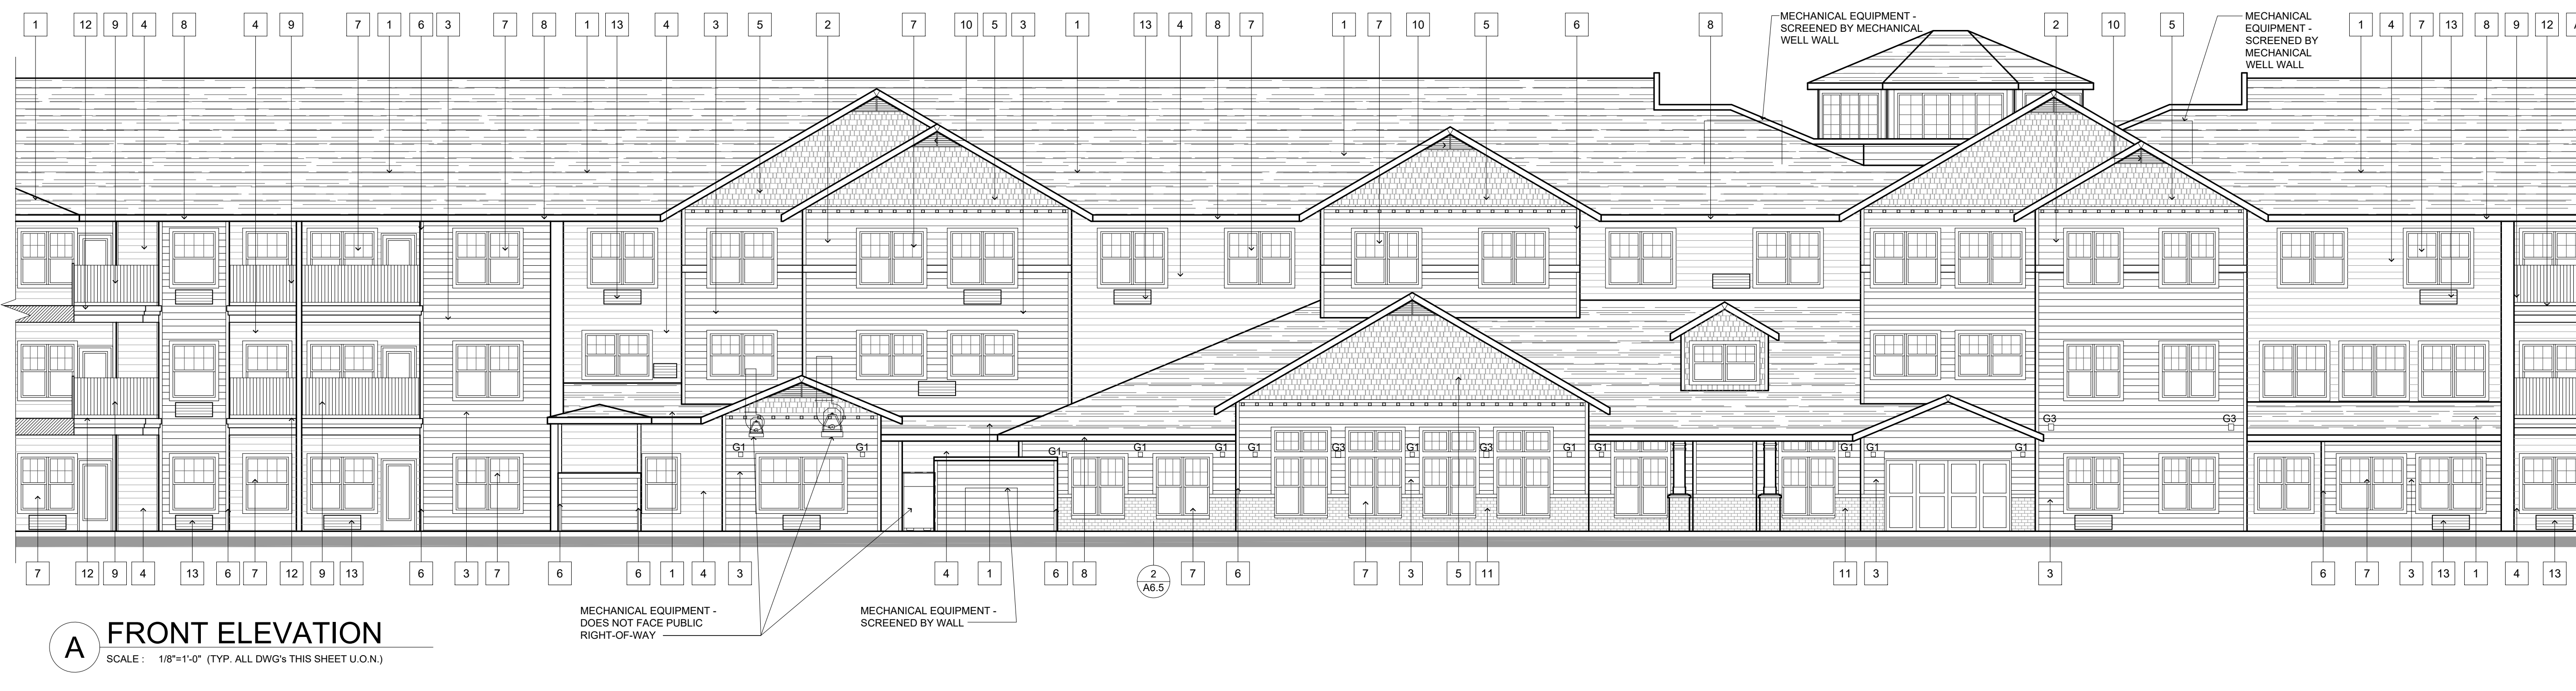 1 12 9 4 8 4 9 7 1 6 3 7 8 1 13 4 3 5 2 7 10 5 3 1 13 4 8 7 1 7 10 5 6 8 2 10 5 1 4 7 13 8 9 12
MECHANICAL EQUIPMENT -
SCREENED BY MECHANICAL
WELL WALL
MECHANICAL
EQUIPMENT -
SCREENED BY
MECHANICAL
WELL WALL
G3 G3
G1 G1 G1 G1 G1 G1 G3 G1 G3 G1 G1 G1 G1 G1
7 12 9 4 13 6 7 12 9 13 6 3 7 6 6 1 4 3 4 1 6 8 2 7 6 7 3 5 11 11 3 3 6 7 3 13 1 4 13
A6.5
MECHANICAL EQUIPMENT -
DOES NOT FACE PUBLIC
RIGHT-OF-WAY
MECHANICAL EQUIPMENT -
SCREENED BY WALL
A FRONT ELEVATION
SCALE : 1/8"=1'-0" (TYP. ALL DWG's THIS SHEET U.O.N.)